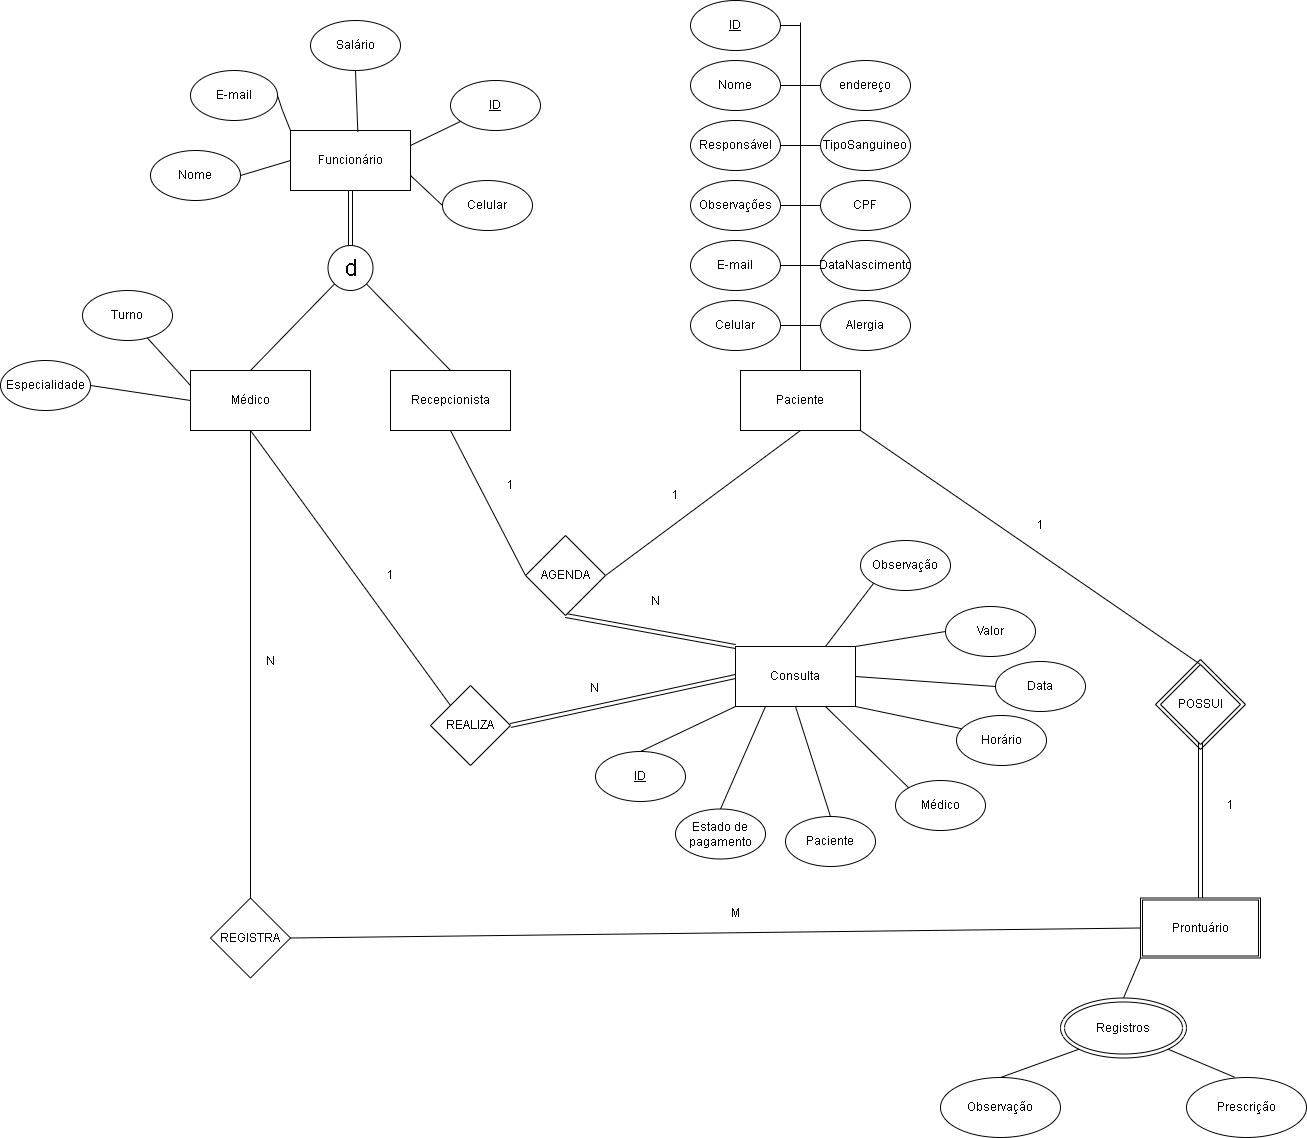 ID
Salário
Nome
endereço
E-mail
ID
Responsável
TipoSanguineo
Funcionário
Nome
Celular
Observações
CPF
d
E-mail
DataNascimento
Turno
Celular
Alergia
Especialidade
Médico
Recepcionista
Paciente
1
1
1
AGENDA
1
Observação
N
Valor
N
Consulta
N
Data
POSSUI
REALIZA
Horário
ID
Médico
1
Estado de
pagamento
Paciente
M
REGISTRA
Prontuário
Registros
Observação
Prescrição